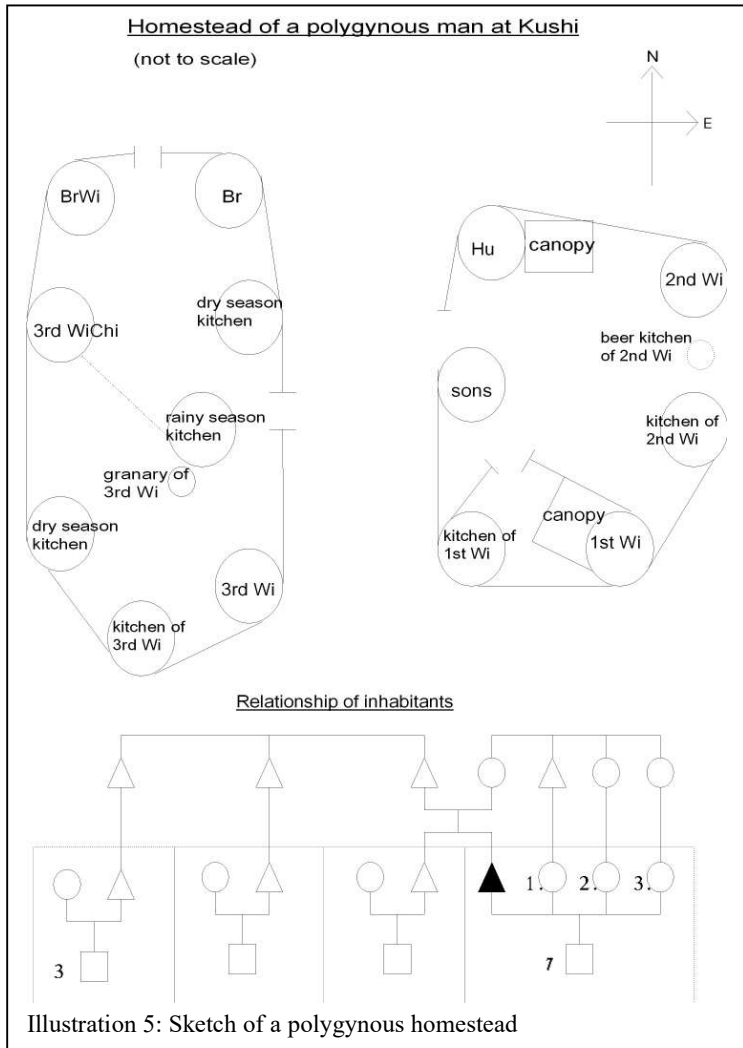 Homestead of a polygynous man at Kushi
(not to scale)
N
E
BrWi
Br
Hu
canopy
2nd Wi
3rd WiChi
dry season
kitchen
beer kitchen
of 2nd Wi
sons
rainy season
kitchen
kitchen of
2nd Wi
granary of
3rd Wi
dry season
kitchen
canopy
kitchen of
1st Wi
1st Wi
3rd Wi
kitchen of
3rd Wi
Relationship of inhabitants
1. 2. 3.
3
7
Illustration 5: Sketch of a polygynous homestead